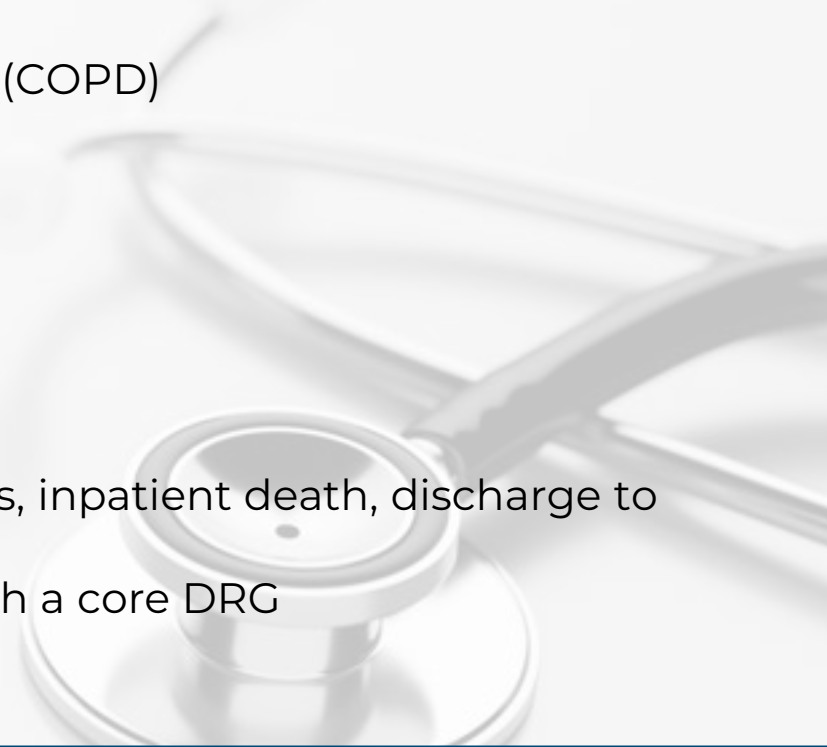 (COPD)
s, inpatient death, discharge to
h a core DRG